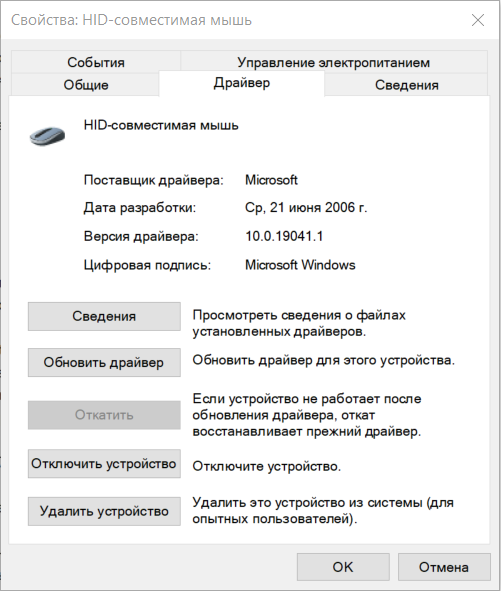 Свойства: HID-совместимая мышь
События
Управление электропитанием
Общие
Драйвер
Сведения
HID-совместимая мышь
Поставщик драйвера: Microsoft
Дата разработки: Ср, 21 июня 2006 г.
Версия драйвера: 10.0.19041.1
Цифровая подпись: Microsoft Windows
Сведения
Просмотреть сведения о файлах
установленных драйверов.
Обновить драйвер
Обновить драйвер для этого устройства.
Откатить
Если устройство не работает после
обновления драйвера, откат
восстанавливает прежний драйвер.
Отключить устройство
Отключите устройство.
Удалить устройство
Удалить это устройство из системы (для
опытных пользователей).
OK
Отмена